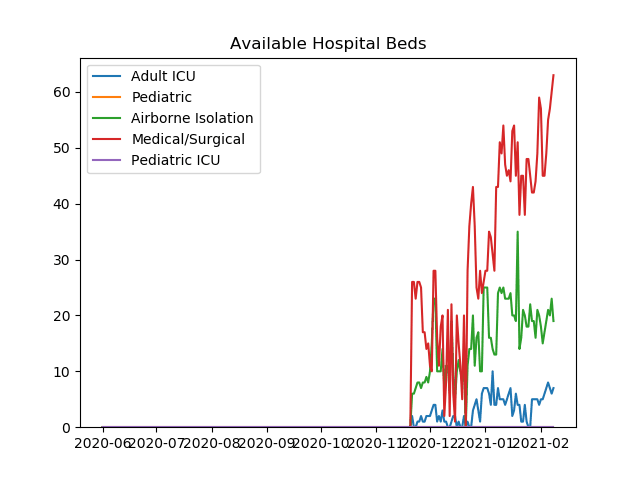 Available Hospital Beds
Adult ICU
Pediatric
Airborne Isolation
Medical/Surgical
Pediatric ICU
60
50
40
30
20
10
0
2020-06 2020-07 2020-08 2020-09 2020-10 2020-11 2020-12 2021-01 2021-02